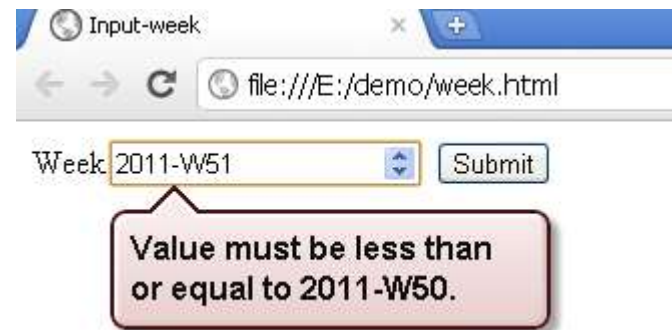 Input-week
file:///E:/demo/week.html
Week 2011-W51 Submit
Value must be less than
or equal to 2011-W50.